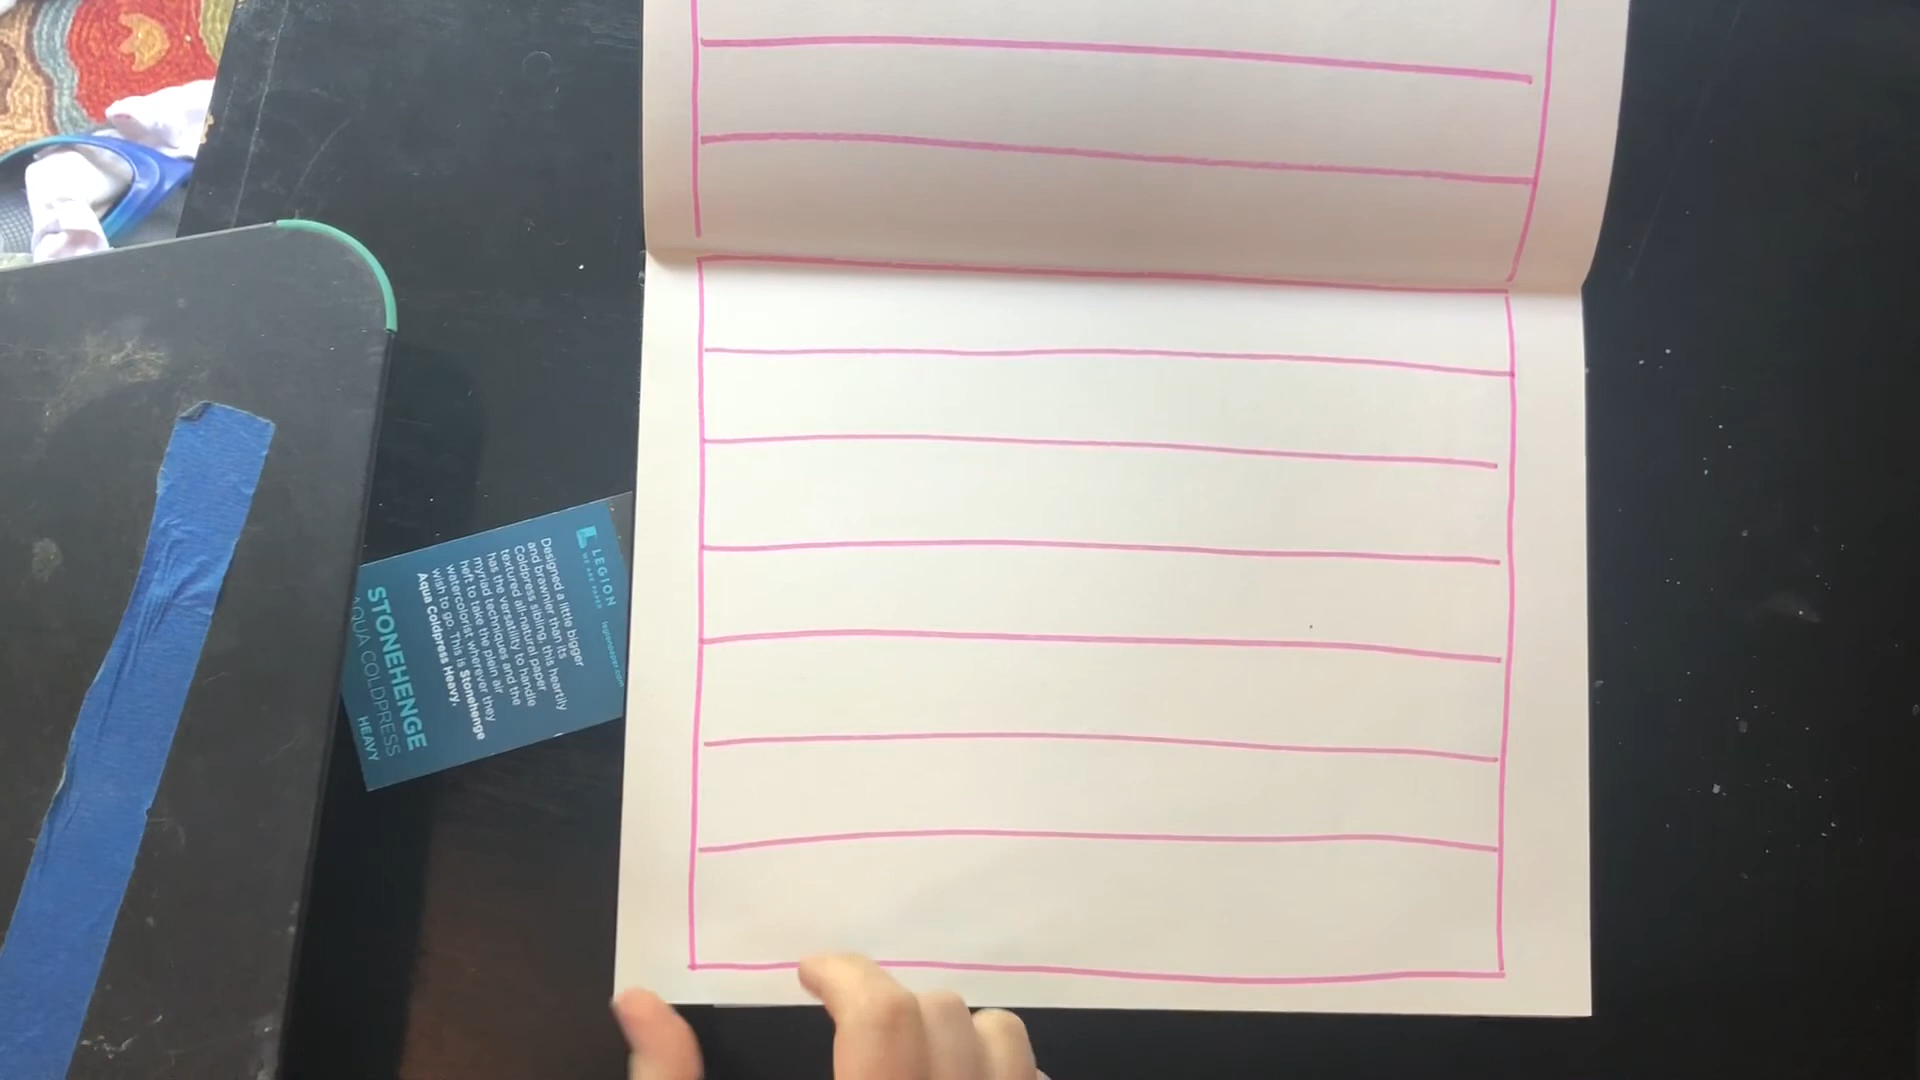 LEGION
WE ARE PAPER
legionpaper.com
Designed a little bigger
and brawnier than its
Coldpress sibling, this heartily
textured all-natural paper
has the versatility to handle
myriad techniques and the
heft to take the plein air
watercolorist wherever they
wish to go. This is Stonehenge
Aqua Coldpress Heavy.
STONEHENGE
AQUA COLDPRESS
HEAVY